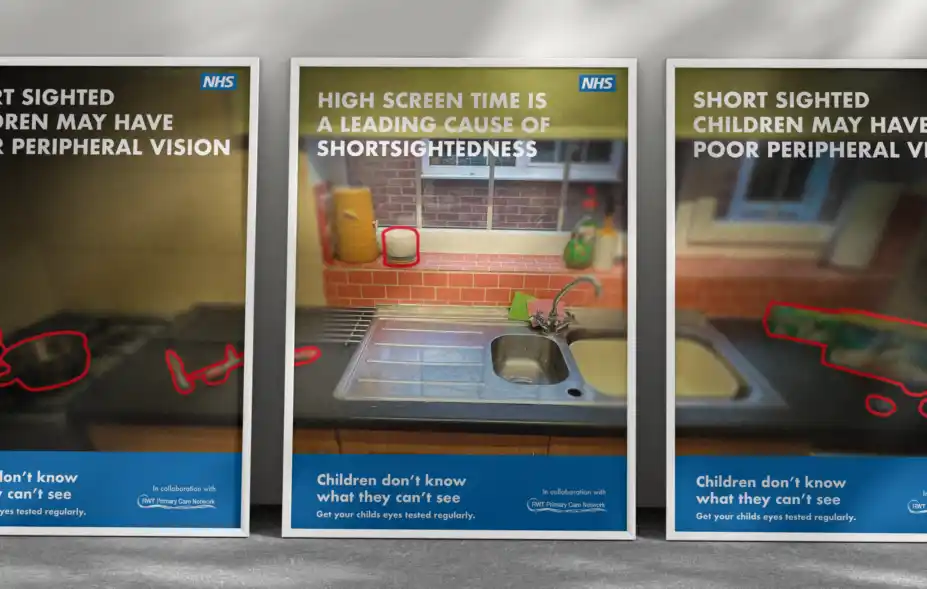 NHS
RT SIGHTED
DREN MAY HAVE
R PERIPHERAL VISION
don't know
y can't see
yes tested regularly.
In collaboration with
RWT Primary Care Network
NHS
HIGH SCREEN TIME IS
A LEADING CAUSE OF
SHORTSIGHTEDNESS
Children don't know
what they can't see
Get your childs eyes tested regularly.
In collaboration with
RWT Primary Care Network
SHORT SIGHTED
CHILDREN MAY HAVE
POOR PERIPHERAL VI
Children don't know
what they can't see
Get your childs eyes tested regularly.